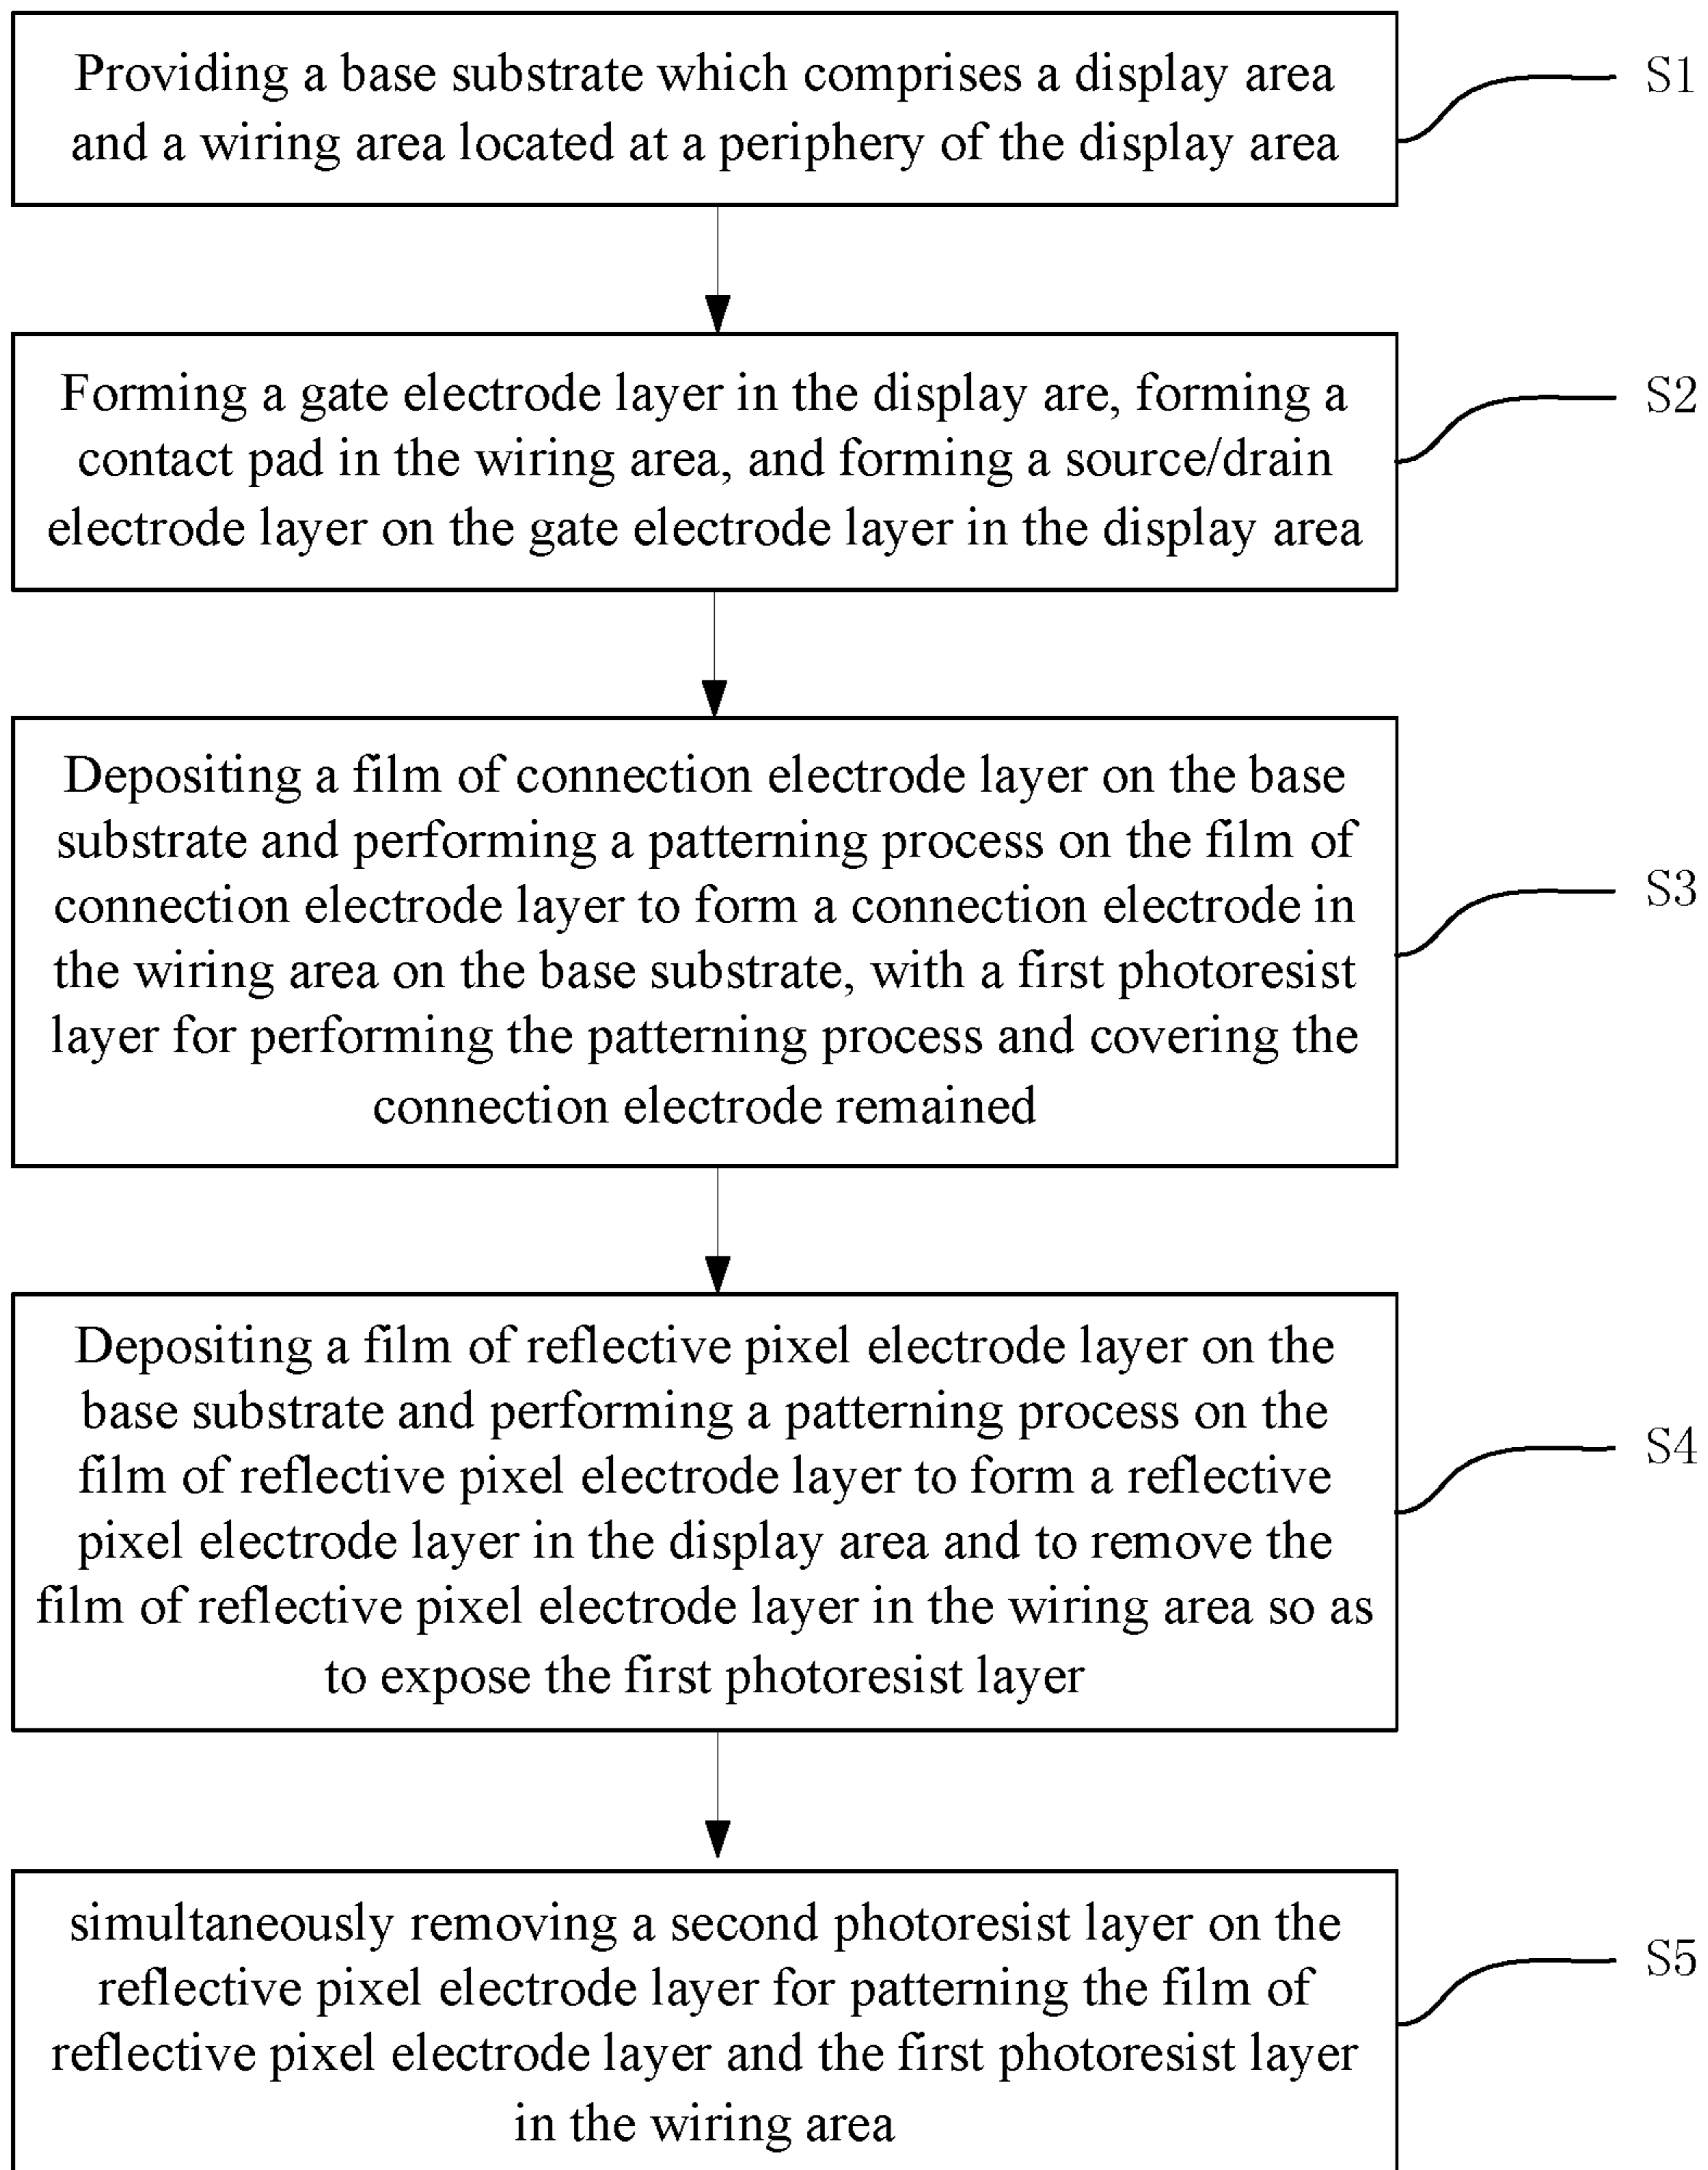 Providing a base substrate which comprises a display area
and a wiring area located at a periphery of the display area
S1
Forming a gate electrode layer in the display are, forming a
contact pad in the wiring area, and forming a source/drain
electrode layer on the gate electrode layer in the display area
S2
Depositing a film of connection electrode layer on the base
substrate and performing a patterning process on the film of
connection electrode layer to form a connection electrode in
the wiring area on the base substrate, with a first photoresist
layer for performing the patterning process and covering the
connection electrode remained
S3
Depositing a film of reflective pixel electrode layer on the
base substrate and performing a patterning process on the
film of reflective pixel electrode layer to form a reflective
pixel electrode layer in the display area and to remove the
film of reflective pixel electrode layer in the wiring area so as
to expose the first photoresist layer
S4
simultaneously removing a second photoresist layer on the
reflective pixel electrode layer for patterning the film of
reflective pixel electrode layer and the first photoresist layer
in the wiring area
S5